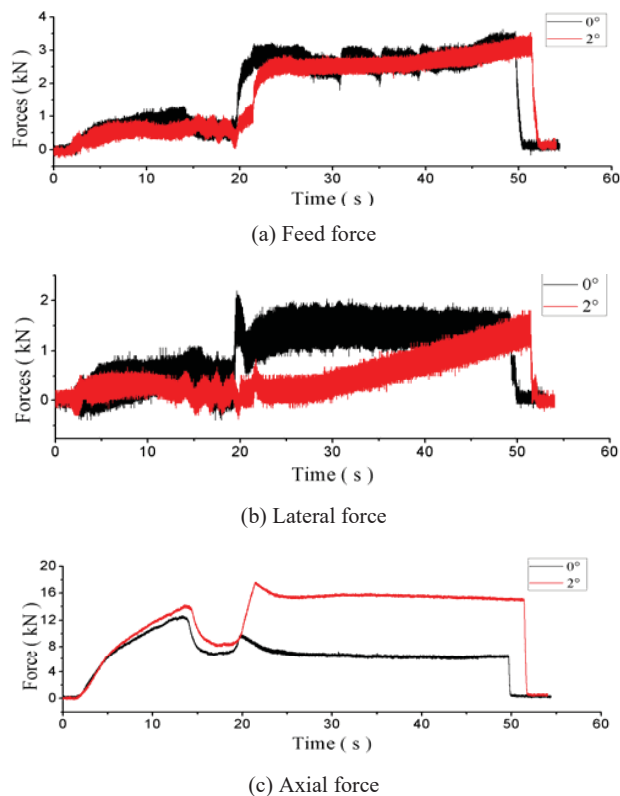 4
3
2
1
0
Forces ( kN )
0°
2°
0 10 20 30 40 50 60
Time ( s )
(a) Feed force
2
1
0
Forces ( kN )
0°
2°
0 10 20 30 40 50 60
Time ( s )
(b) Lateral force
20
16
12
8
4
0
Force ( kN )
0°
2°
0 10 20 30 40 50 60
Time ( s )
(c) Axial force